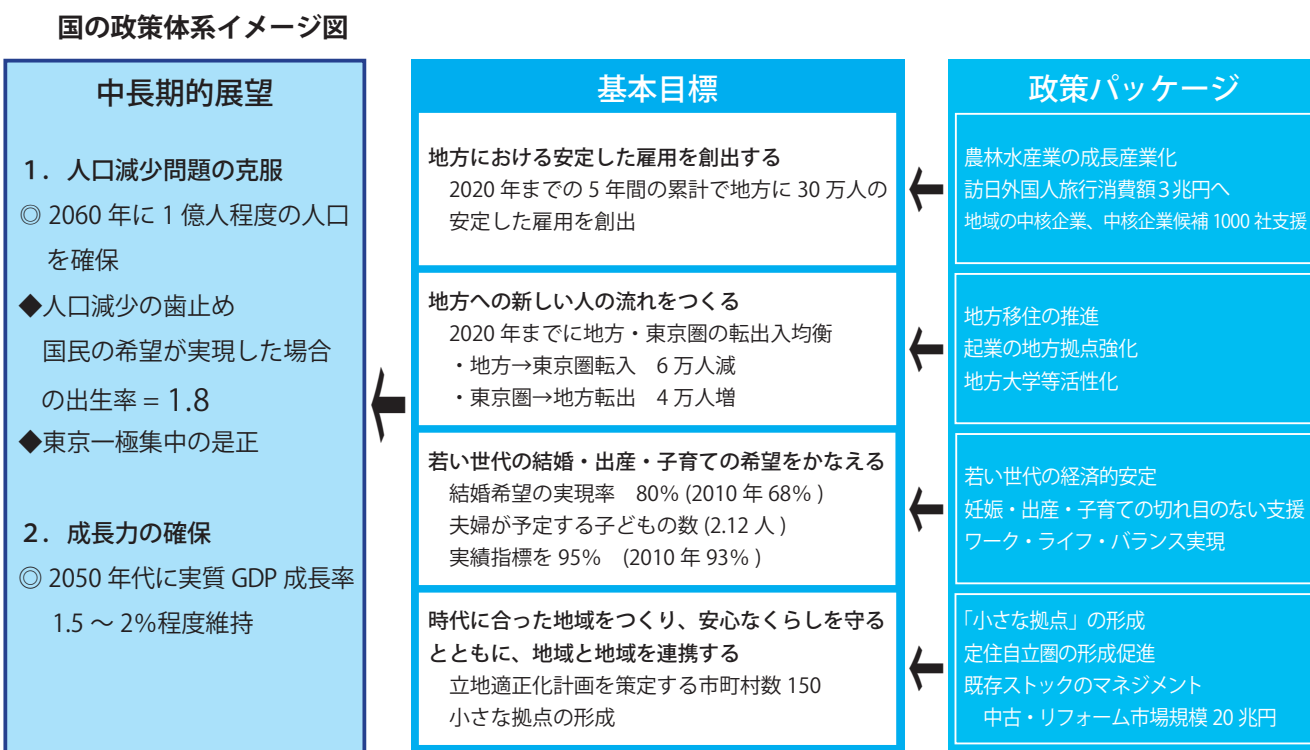 国の政策体系イメージ図
中長期的展望
1．人口減少問題の克服
◎ 2060 年に 1 億人程度の人口
を確保
◆人口減少の歯止め
国民の希望が実現した場合
の出生率 = 1.8
◆東京一極集中の是正
2．成長力の確保
◎ 2050 年代に実質 GDP 成長率
1.5 ～ 2%程度維持
基本目標
地方における安定した雇用を創出する
2020 年までの 5 年間の累計で地方に 30 万人の
安定した雇用を創出
地方への新しい人の流れをつくる
2020 年までに地方・東京圏の転出入均衡
・地方→東京圏転入　6 万人減
・東京圏→地方転出　4 万人増
若い世代の結婚・出産・子育ての希望をかなえる
結婚希望の実現率　80% (2010 年 68% )
夫婦が予定する子どもの数 (2.12 人 )
実績指標を 95%　(2010 年 93% )
時代に合った地域をつくり、安心なくらしを守る
とともに、地域と地域を連携する
立地適正化計画を策定する市町村数 150
小さな拠点の形成
政策パッケージ
農林水産業の成長産業化
訪日外国人旅行消費額３兆円へ
地域の中核企業、中核企業候補 1000 社支援
地方移住の推進
起業の地方拠点強化
地方大学等活性化
若い世代の経済的安定
妊娠・出産・子育ての切れ目のない支援
ワーク・ライフ・バランス実現
「小さな拠点」の形成
定住自立圏の形成促進
既存ストックのマネジメント
中古・リフォーム市場規模 20 兆円